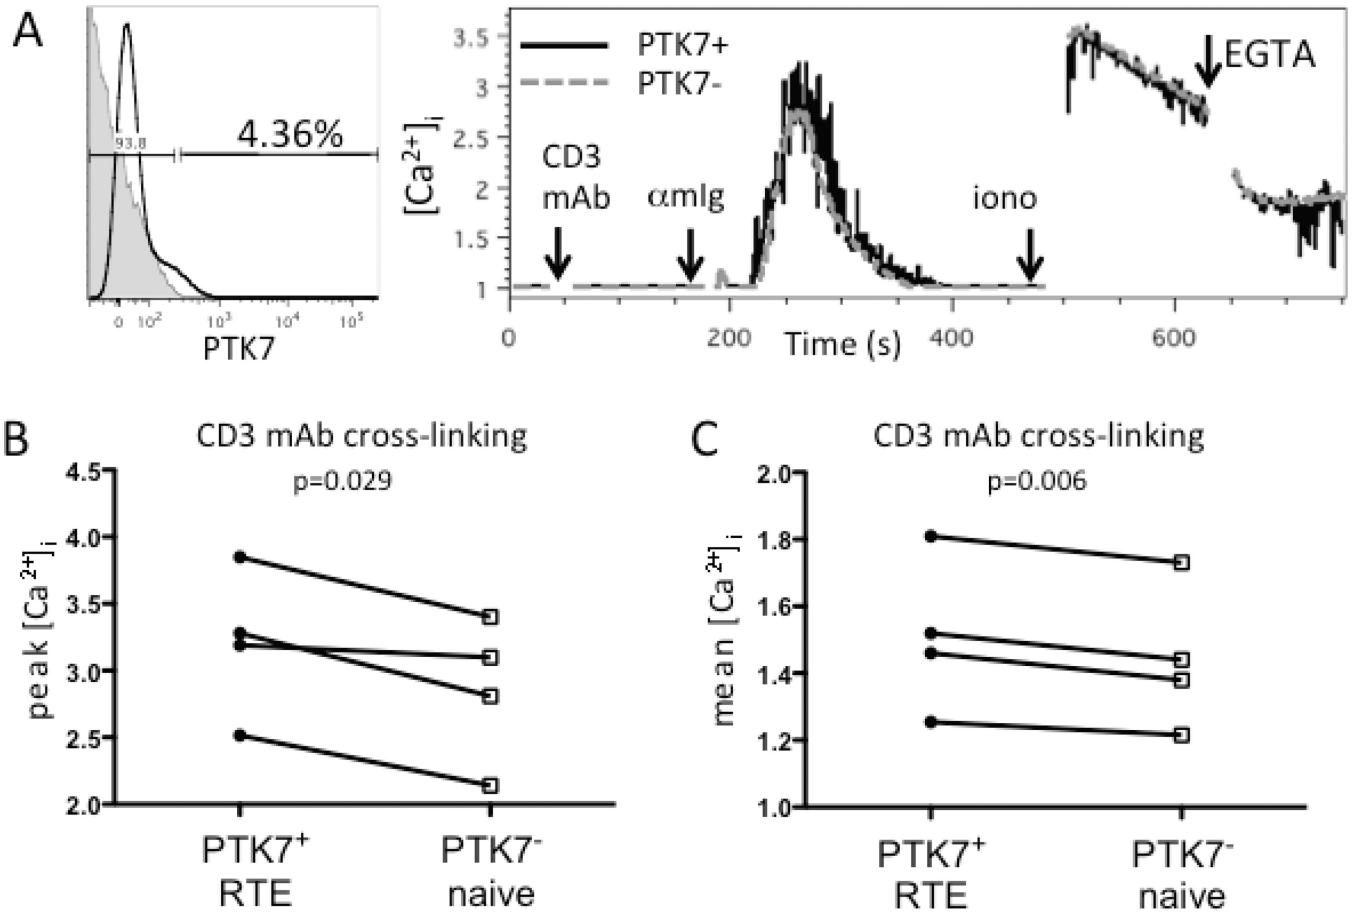 A
93.8
4.36%
0 10² 10³ 10⁴ 10⁵
PTK7
[Ca²⁺]ᵢ
3.5
3
2.5
2
1.5
1
PTK7+
PTK7-
CD3
mAb
αmIg
iono
EGTA
0 200 400 600
Time (s)
B
CD3 mAb cross-linking
p=0.029
peak [Ca²⁺]ᵢ
4.5
4.0
3.5
3.0
2.5
2.0
PTK7⁺
RTE
PTK7⁻
naive
C
CD3 mAb cross-linking
p=0.006
mean [Ca²⁺]ᵢ
2.0
1.8
1.6
1.4
1.2
1.0
PTK7⁺
RTE
PTK7⁻
naive